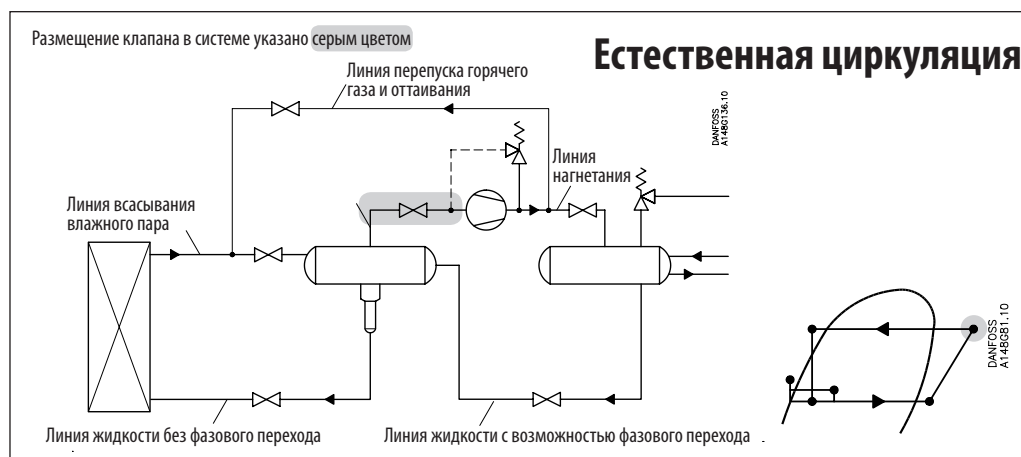 Размещение клапана в системе указано серым цветом
Естественная циркуляция
Линия перепуска горячего
газа и оттаивания
DANFOSS
A148G136.10
Линия
нагнетания
Линия всасывания
влажного пара
DANFOSS
A148G81.10
Линия жидкости без фазового перехода
Линия жидкости с возможностью фазового перехода